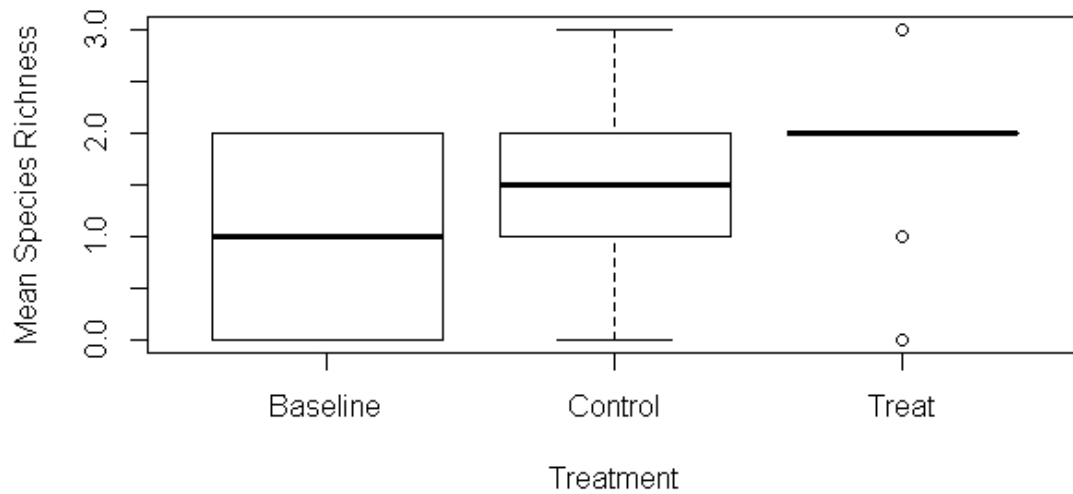 Mean Species Richness
3.0
2.0
1.0
0.0
Baseline Control Treat
Treatment